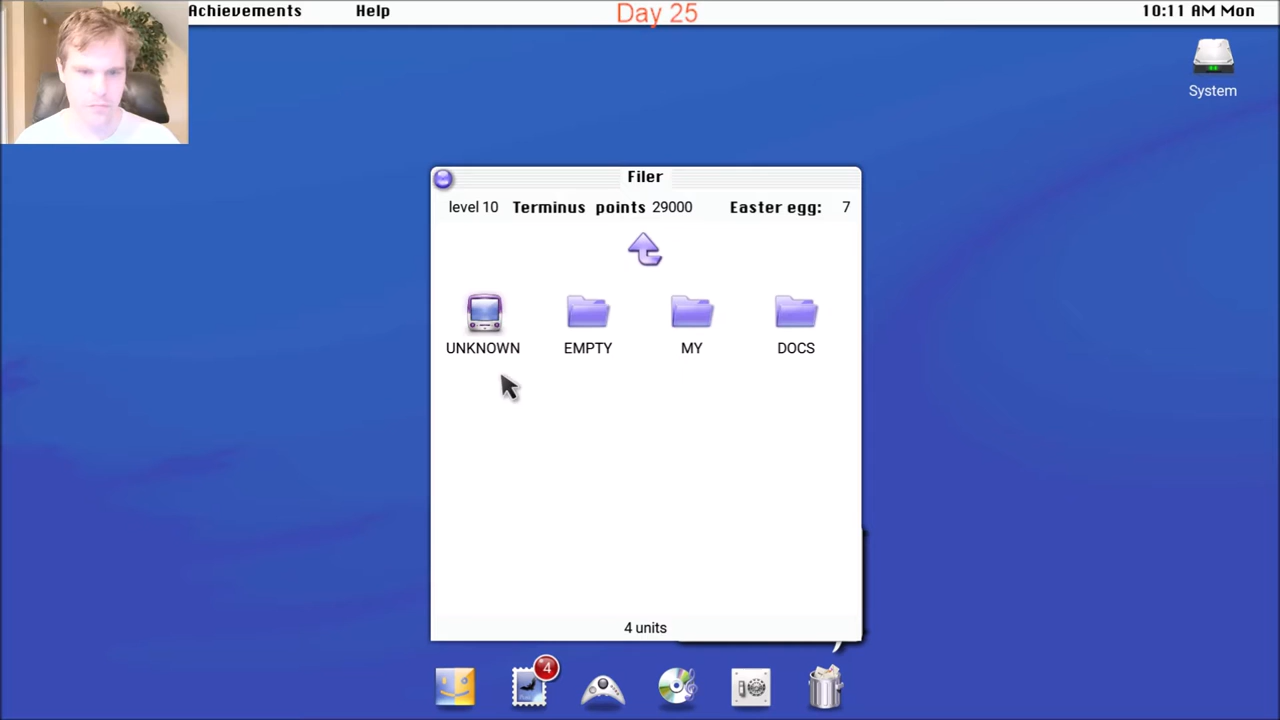 Achievements Help Day 25 10:11 AM Mon
System
Filer
level 10 Terminus points 29000 Easter egg: 7
UNKNOWN EMPTY MY DOCS
4 units
4